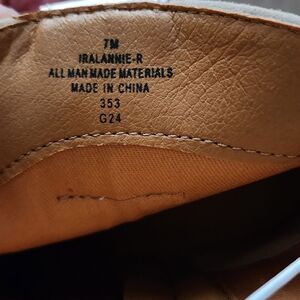 7M
IRALANNIE-R
ALL MAN MADE MATERIALS
MADE IN CHINA
353
G24